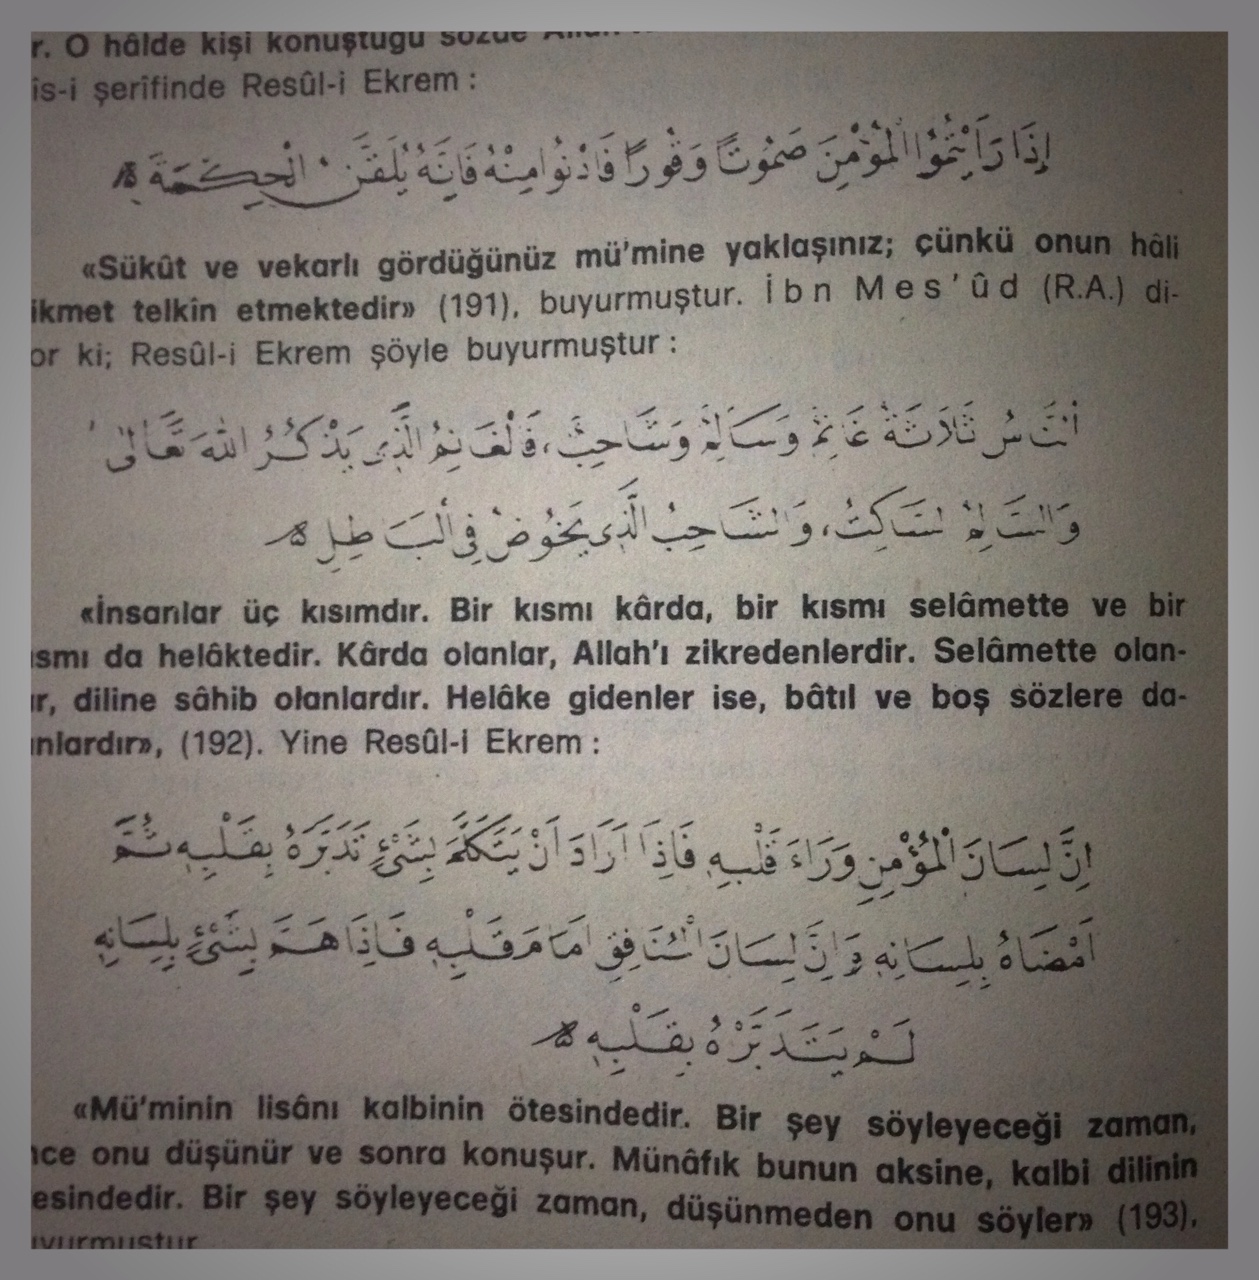 r. O hâlde kişi konuştuğu sözde
is-i şerîfinde Resûl-i Ekrem :
إِذَا رَاَيْتُمُوا الْمُؤْمِنَ صَمُوتًا وَقُورًا فَادْنُوا مِنْهُ فَاِنَّهُ يُلَقَّنُ الْحِكْمَةَ
«Sükût ve vekarlı gördüğünüz mü'mine yaklaşınız; çünkü onun hâli
ikmet telkîn etmektedir» (191), buyurmuştur. İbn Mes'ûd (R.A.) di-
or ki; Resûl-i Ekrem şöyle buyurmuştur :
اَلنَّاسُ ثَلَاثَةٌ غَانِمٌ وَسَالِمٌ وَشَاحِبٌ، فَالْغَانِمُ الَّذِى يَذْكُرُ اللهَ تَعَالٰى
وَالسَّالِمُ السَّاكِتُ، وَالشَّاحِبُ الَّذِى يَخُوضُ فِى الْبَاطِلِ
«İnsanlar üç kısımdır. Bir kısmı kârda, bir kısmı selâmette ve bir
ısmı da helâktedir. Kârda olanlar, Allah'ı zikredenlerdir. Selâmette olan-
ır, diline sâhib olanlardır. Helâke gidenler ise, bâtıl ve boş sözlere da-
ınlardır», (192). Yine Resûl-i Ekrem :
اِنَّ لِسَانَ الْمُؤْمِنِ وَرَاءَ قَلْبِهِ فَاِذَا اَرَادَ اَنْ يَتَكَلَّمَ بِشَىْءٍ تَدَبَّرَهُ بِقَلْبِهِ ثُمَّ
اَمْضَاهُ بِلِسَانِهِ وَاِنَّ لِسَانَ الْمُنَافِقِ اَمَامَ قَلْبِهِ فَاِذَا هَمَّ بِشَىْءٍ بِلِسَانِهِ
لَمْ يَتَدَبَّرْهُ بِقَلْبِهِ
«Mü'minin lisânı kalbinin ötesindedir. Bir şey söyleyeceği zaman,
nce onu düşünür ve sonra konuşur. Münâfık bunun aksine, kalbi dilinin
esindedir. Bir şey söyleyeceği zaman, düşünmeden onu söyler» (193),
uyurmuştur